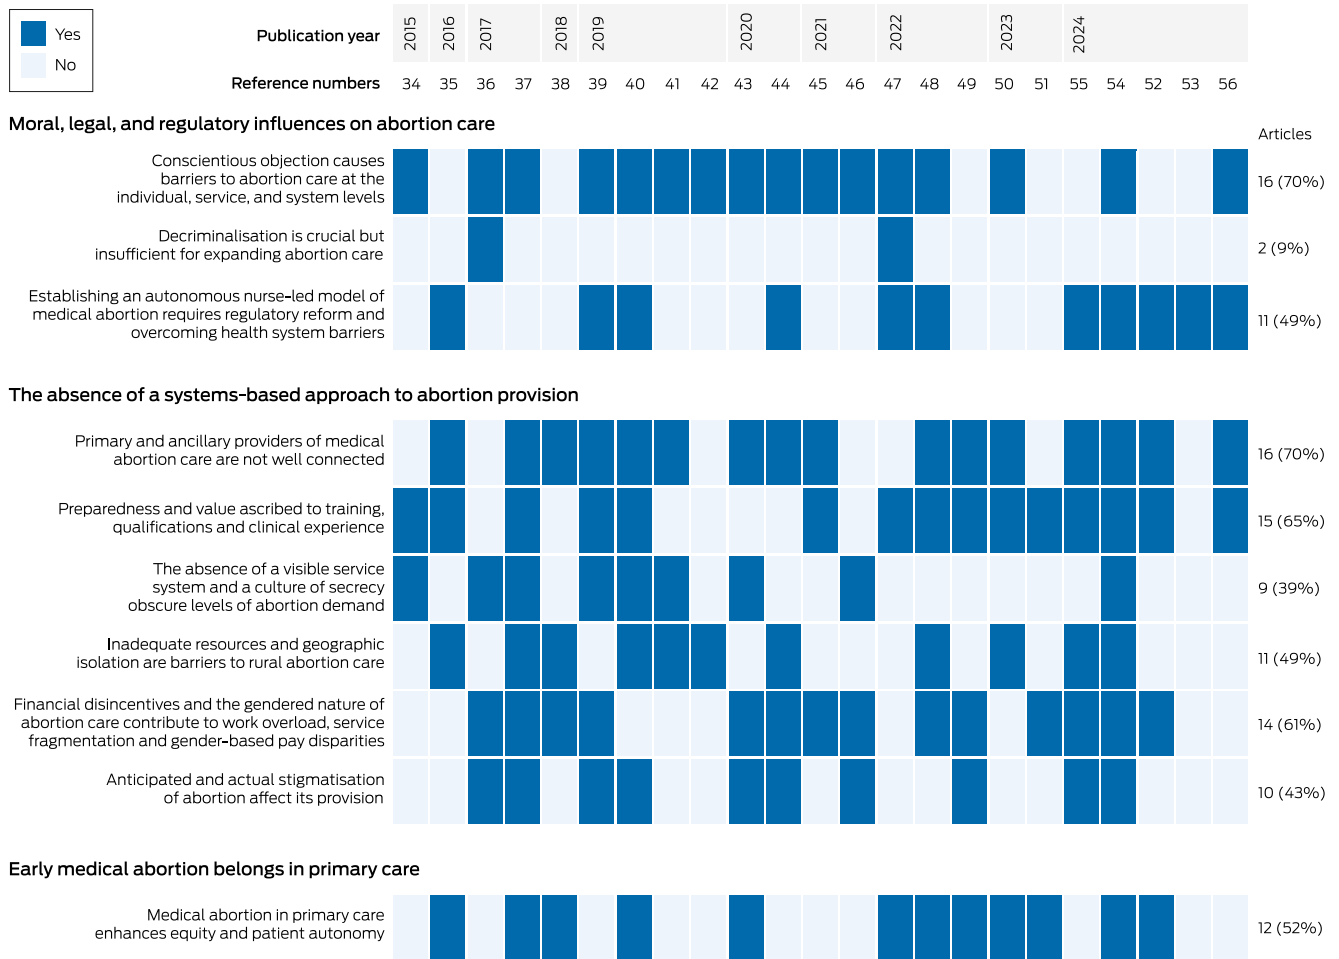 Yes
No
Publication year
2015 2016 2017 2018 2019 2020 2021 2022 2023 2024
Reference numbers
34 35 36 37 38 39 40 41 42 43 44 45 46 47 48 49 50 51 55 54 52 53 56
Moral, legal, and regulatory influences on abortion care
Articles
Conscientious objection causes
barriers to abortion care at the
individual, service, and system levels
16 (70%)
Decriminalisation is crucial but
insufficient for expanding abortion care
2 (9%)
Establishing an autonomous nurse-led model of
medical abortion requires regulatory reform and
overcoming health system barriers
11 (49%)
The absence of a systems-based approach to abortion provision
Primary and ancillary providers of medical
abortion care are not well connected
16 (70%)
Preparedness and value ascribed to training,
qualifications and clinical experience
15 (65%)
The absence of a visible service
system and a culture of secrecy
obscure levels of abortion demand
9 (39%)
Inadequate resources and geographic
isolation are barriers to rural abortion care
11 (49%)
Financial disincentives and the gendered nature of
abortion care contribute to work overload, service
fragmentation and gender-based pay disparities
14 (61%)
Anticipated and actual stigmatisation
of abortion affect its provision
10 (43%)
Early medical abortion belongs in primary care
Medical abortion in primary care
enhances equity and patient autonomy
12 (52%)